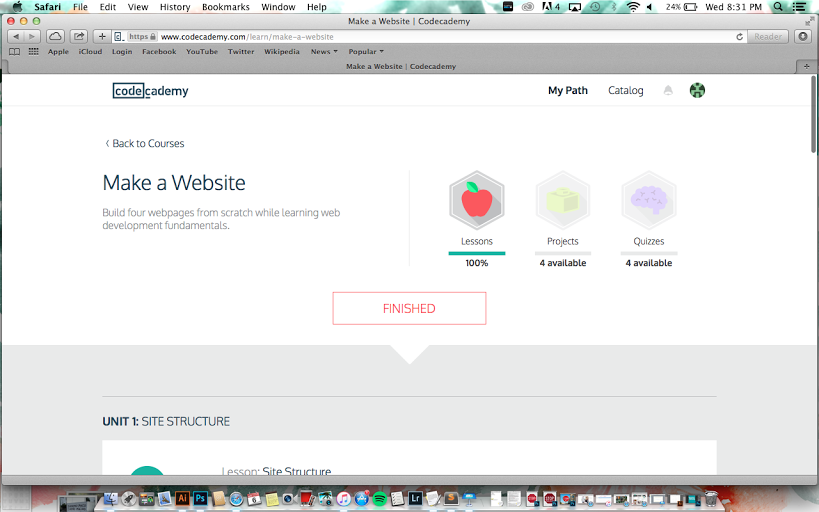 Safari File Edit View History Bookmarks Window Help 4 24% Wed 8:31 PM
Make a Website | Codecademy
https www.codecademy.com/learn/make-a-website Reader
Apple iCloud Login Facebook YouTube Twitter Wikipedia News Popular
Make a Website | Codecademy
codecademy My Path Catalog
Back to Courses
Make a Website
Build four webpages from scratch while learning web
development fundamentals.
Lessons Projects Quizzes
100% 4 available 4 available
FINISHED
UNIT 1: SITE STRUCTURE
Lesson: Site Structure
Ai Ps 6 Lr S